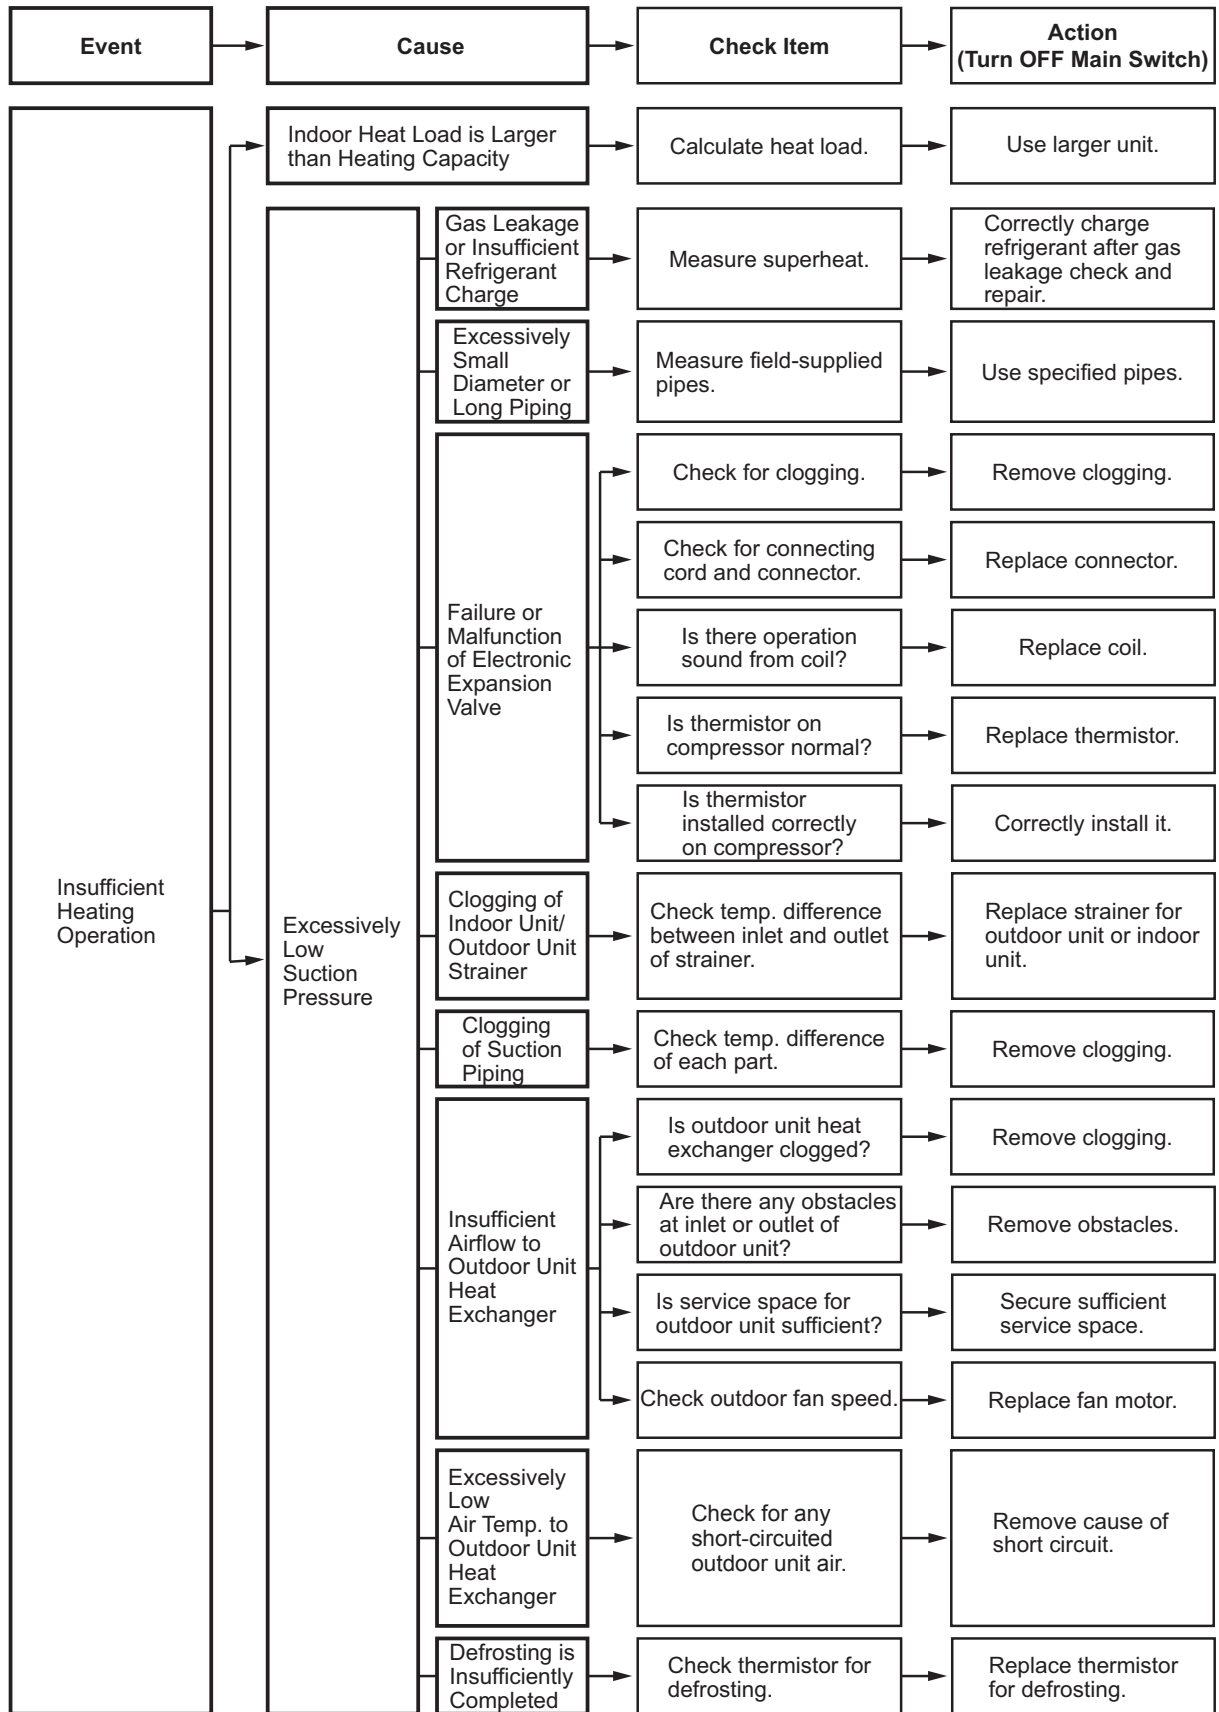 Event
Cause
Check Item
Action
(Turn OFF Main Switch)
Insufficient
Heating
Operation
Indoor Heat Load is Larger
than Heating Capacity
Calculate heat load.
Use larger unit.
Excessively
Low
Suction
Pressure
Gas Leakage
or Insufficient
Refrigerant
Charge
Measure superheat.
Correctly charge
refrigerant after gas
leakage check and
repair.
Excessively
Small
Diameter or
Long Piping
Measure field-supplied
pipes.
Use specified pipes.
Failure or
Malfunction
of Electronic
Expansion
Valve
Check for clogging.
Remove clogging.
Check for connecting
cord and connector.
Replace connector.
Is there operation
sound from coil?
Replace coil.
Is thermistor on
compressor normal?
Replace thermistor.
Is thermistor
installed correctly
on compressor?
Correctly install it.
Clogging of
Indoor Unit/
Outdoor Unit
Strainer
Check temp. difference
between inlet and outlet
of strainer.
Replace strainer for
outdoor unit or indoor
unit.
Clogging
of Suction
Piping
Check temp. difference
of each part.
Remove clogging.
Insufficient
Airflow to
Outdoor Unit
Heat
Exchanger
Is outdoor unit heat
exchanger clogged?
Remove clogging.
Are there any obstacles
at inlet or outlet of
outdoor unit?
Remove obstacles.
Is service space for
outdoor unit sufficient?
Secure sufficient
service space.
Check outdoor fan speed.
Replace fan motor.
Excessively
Low
Air Temp. to
Outdoor Unit
Heat
Exchanger
Check for any
short-circuited
outdoor unit air.
Remove cause of
short circuit.
Defrosting is
Insufficiently
Completed
Check thermistor for
defrosting.
Replace thermistor
for defrosting.